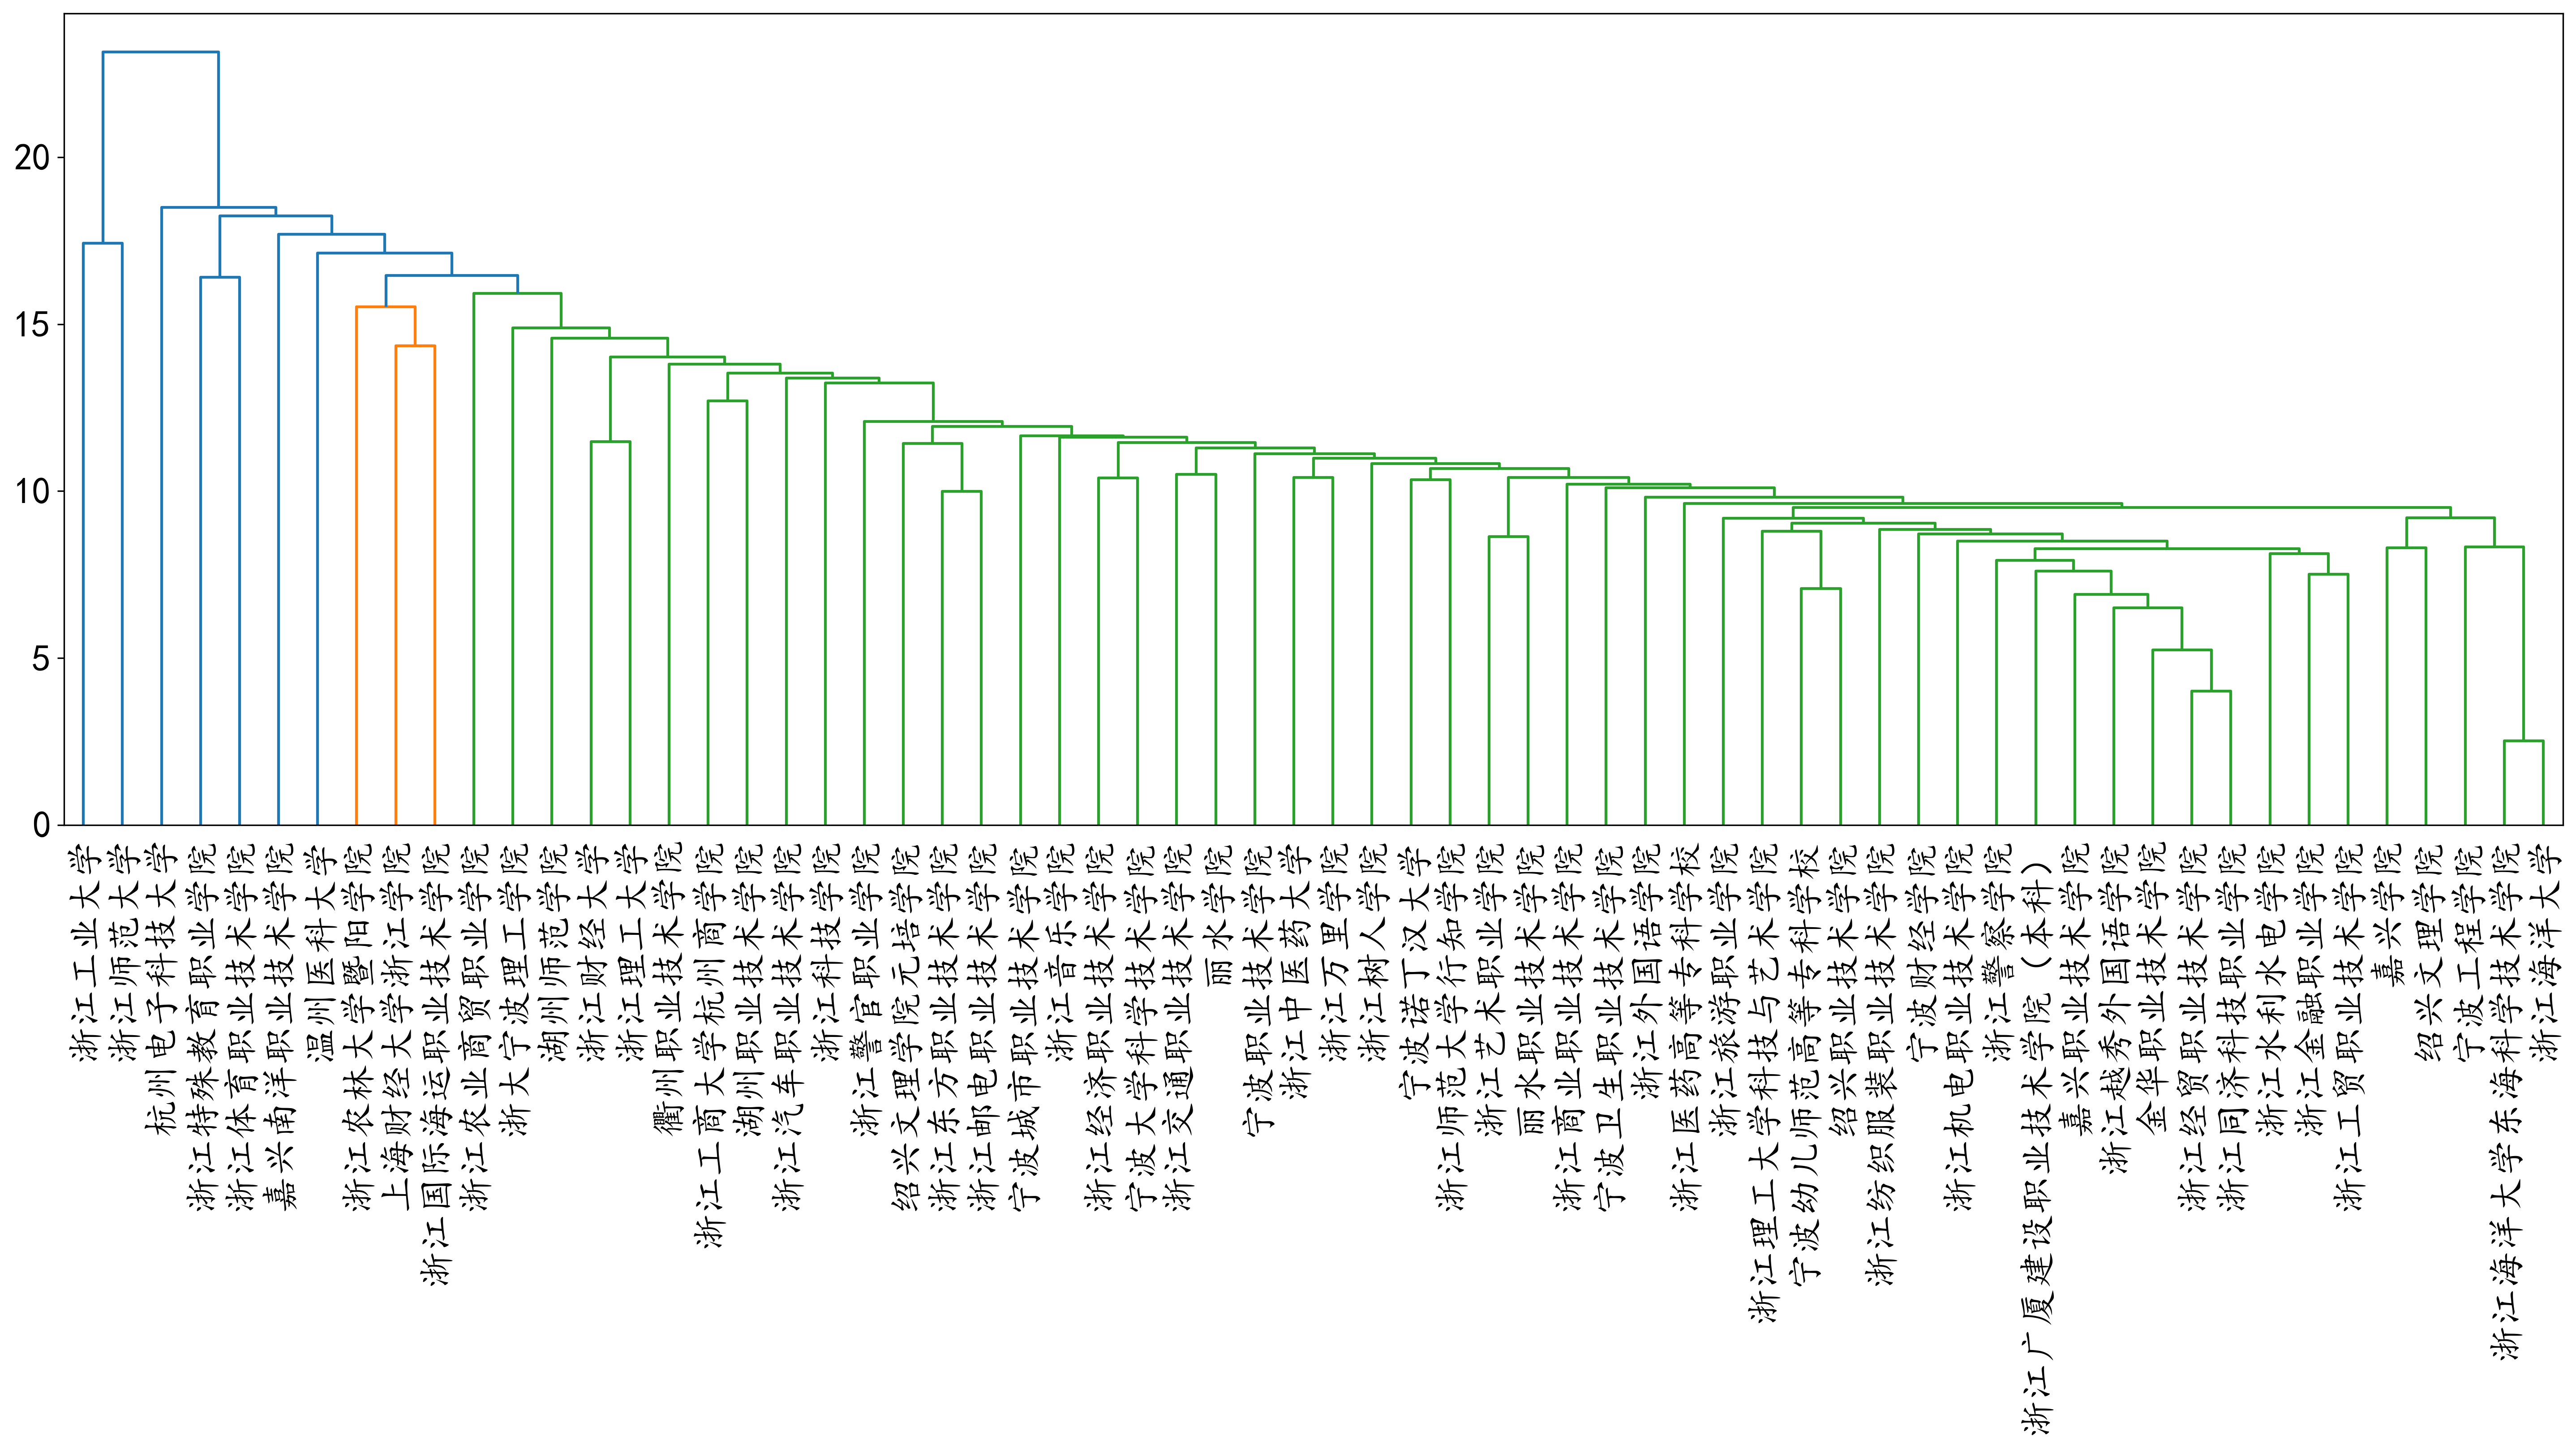 20
15
10
5
0
浙江工业大学
浙江师范大学
杭州电子科技大学
浙江特殊教育职业学院
浙江体育职业技术学院
嘉兴南洋职业技术学院
温州医科大学
浙江农林大学暨阳学院
上海财经大学浙江学院
浙江国际海运职业技术学院
浙江农业商贸职业学院
浙大宁波理工学院
湖州师范学院
浙江财经大学
浙江理工大学
衢州职业技术学院
浙江工商大学杭州商学院
湖州职业技术学院
浙江汽车职业技术学院
浙江科技学院
浙江警官职业学院
绍兴文理学院元培学院
浙江东方职业技术学院
浙江邮电职业技术学院
宁波城市职业技术学院
浙江音乐学院
浙江经济职业技术学院
宁波大学科学技术学院
浙江交通职业技术学院
丽水学院
宁波职业技术学院
浙江中医药大学
浙江万里学院
浙江树人学院
宁波诺丁汉大学
浙江师范大学行知学院
浙江艺术职业学院
丽水职业技术学院
浙江商业职业技术学院
宁波卫生职业技术学院
浙江外国语学院
浙江医药高等专科学校
浙江旅游职业学院
浙江理工大学科技与艺术学院
宁波幼儿师范高等专科学校
绍兴职业技术学院
浙江纺织服装职业技术学院
宁波财经学院
浙江机电职业技术学院
浙江警察学院
浙江广厦建设职业技术学院（本科）
嘉兴职业技术学院
浙江越秀外国语学院
金华职业技术学院
浙江经贸职业技术学院
浙江同济科技职业学院
浙江水利水电学院
浙江金融职业学院
浙江工贸职业技术学院
嘉兴学院
绍兴文理学院
宁波工程学院
浙江海洋大学东海科学技术学院
浙江海洋大学